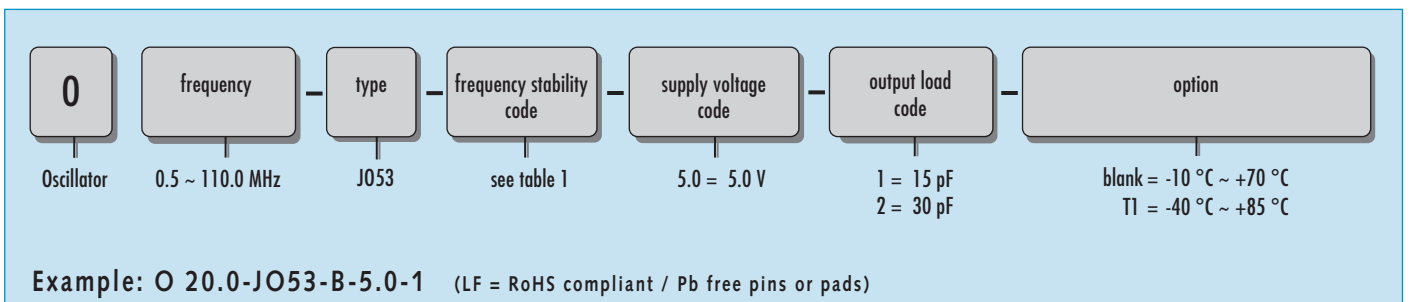 O
frequency
–
type
–
frequency stability
code
–
supply voltage
code
–
output load
code
–
option
Oscillator
0.5 ~ 110.0 MHz
JO53
see table 1
5.0 = 5.0 V
1 = 15 pF
2 = 30 pF
blank = -10 °C ~ +70 °C
T1 = -40 °C ~ +85 °C
Example: O 20.0-JO53-B-5.0-1 (LF = RoHS compliant / Pb free pins or pads)